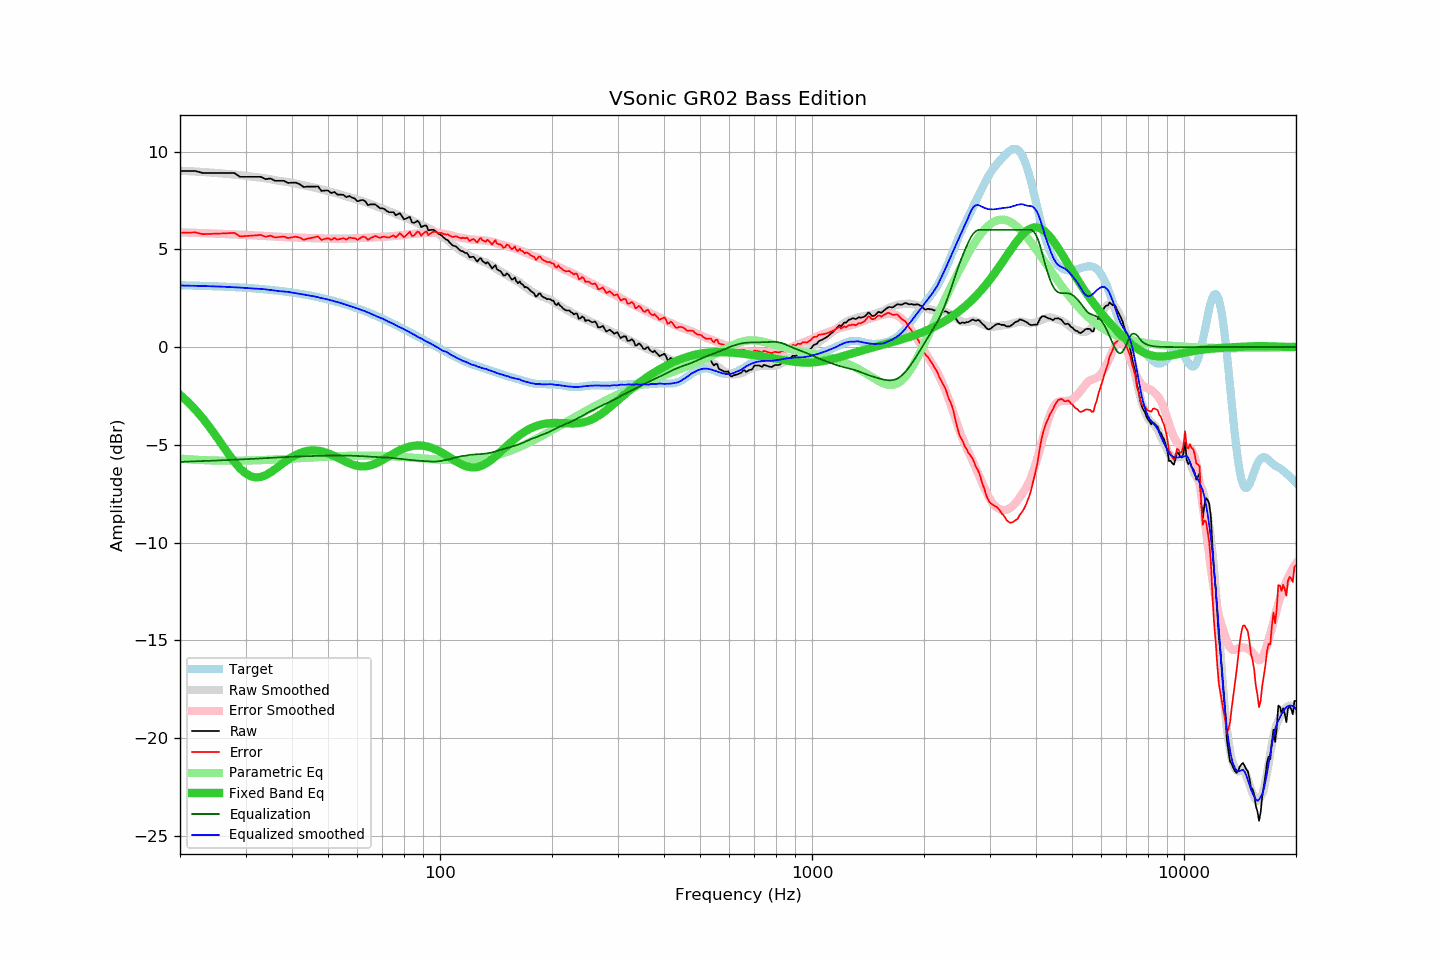 VSonic GR02 Bass Edition
10
5
0
−5
−10
−15
−20
−25
Amplitude (dBr)
Target
Raw Smoothed
Error Smoothed
Raw
Error
Parametric Eq
Fixed Band Eq
Equalization
Equalized smoothed
100
1000
10000
Frequency (Hz)